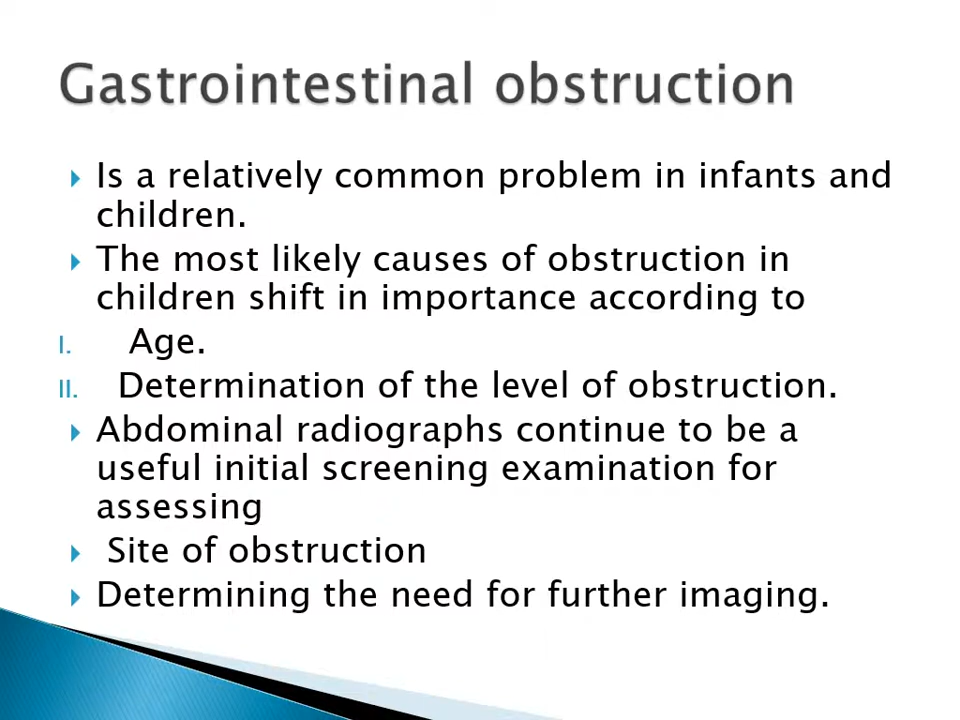 Gastrointestinal obstruction
Is a relatively common problem in infants and
children.
The most likely causes of obstruction in
children shift in importance according to
I. Age.
II. Determination of the level of obstruction.
Abdominal radiographs continue to be a
useful initial screening examination for
assessing
Site of obstruction
Determining the need for further imaging.